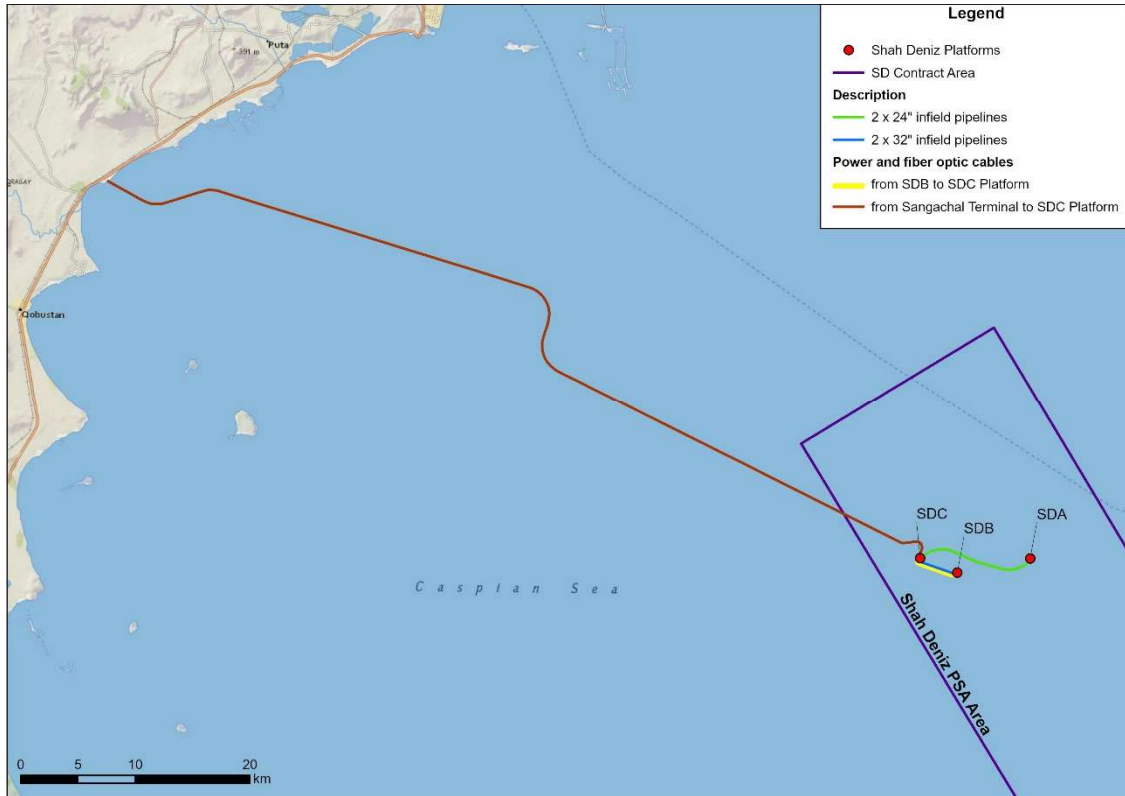 Legend
Shah Deniz Platforms
SD Contract Area
Description
2 x 24" infield pipelines
2 x 32" infield pipelines
Power and fiber optic cables
from SDB to SDC Platform
from Sangachal Terminal to SDC Platform
Puta
391 m
Qobustan
SDC
SDB
SDA
Caspian Sea
Shah Deniz PSA Area
0 5 10 20
km